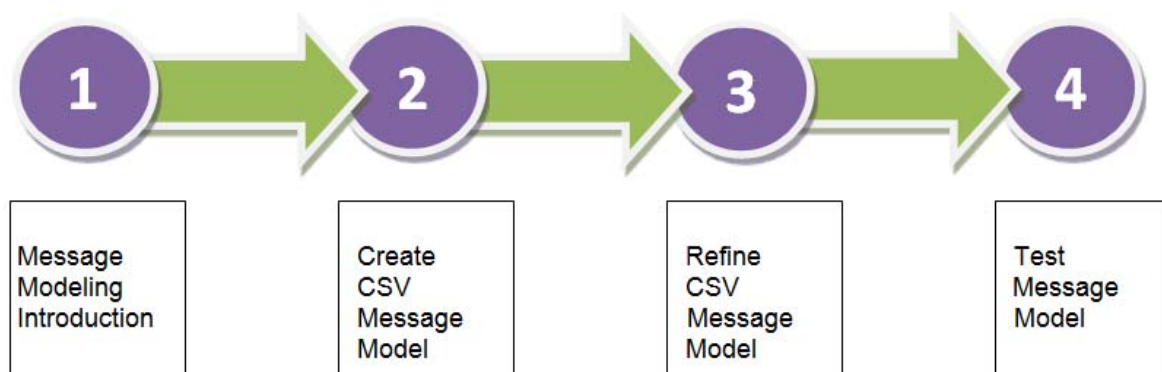 1
2
3
4
Message
Modeling
Introduction
Create
CSV
Message
Model
Refine
CSV
Message
Model
Test
Message
Model